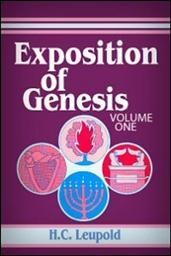 Exposition
of
Genesis
VOLUME
ONE
H.C. Leupold